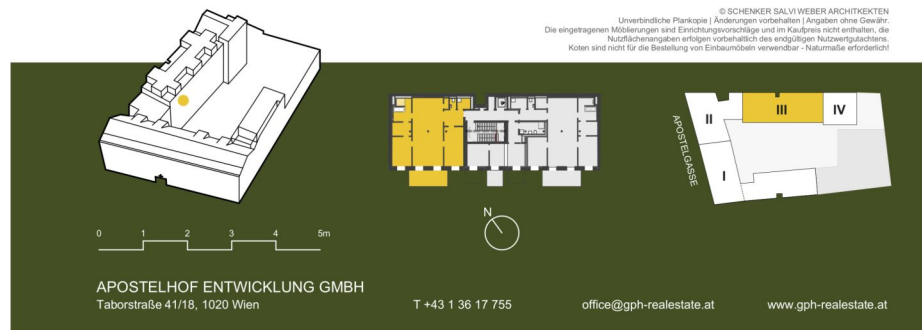 © SCHENKER SALVI WEBER ARCHITKEKTEN
Unverbindliche Plankopie | Änderungen vorbehalten | Angaben ohne Gewähr.
Die eingetragenen Möblierungen sind Einrichtungsvorschläge und im Kaufpreis nicht enthalten, die
Nutzflächenangaben erfolgen vorbehaltlich des endgültigen Nutzwertgutachtens.
Koten sind nicht für die Bestellung von Einbaumöbeln verwendbar - Naturmaße erforderlich!
II
III
IV
I
APOSTELGASSE
N
0 1 2 3 4 5m
APOSTELHOF ENTWICKLUNG GMBH
Taborstraße 41/18, 1020 Wien
T +43 1 36 17 755
office@gph-realestate.at
www.gph-realestate.at